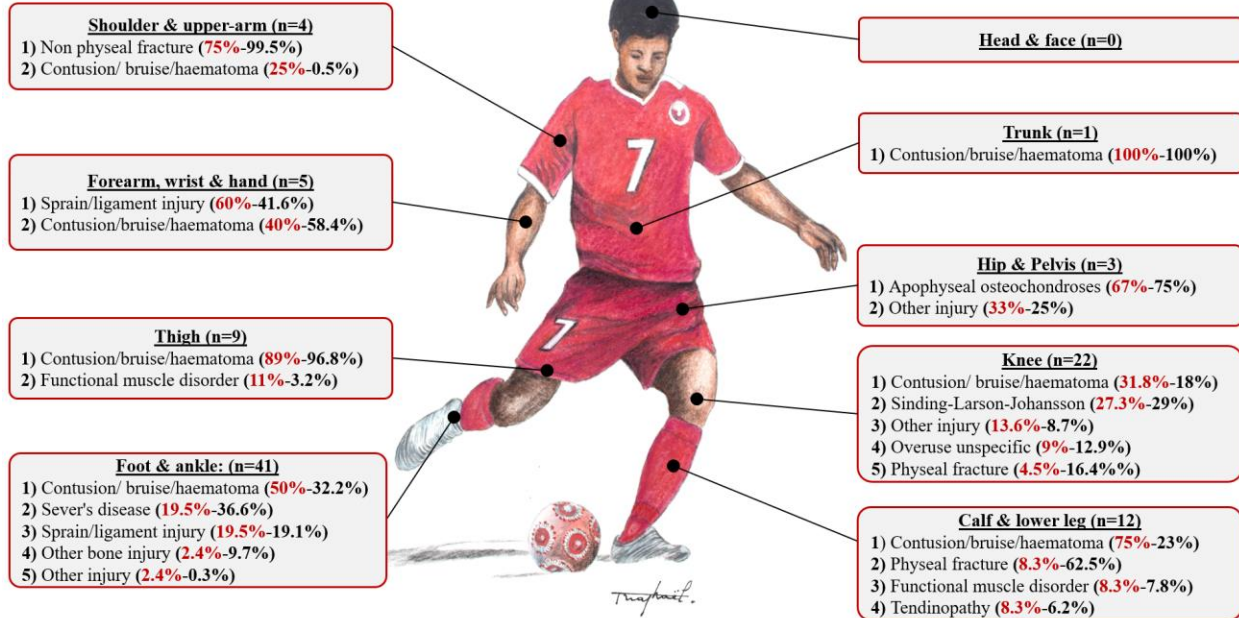 Shoulder & upper-arm (n=4)
1) Non physeal fracture (75%-99.5%)
2) Contusion/ bruise/haematoma (25%-0.5%)
Forearm, wrist & hand (n=5)
1) Sprain/ligament injury (60%-41.6%)
2) Contusion/bruise/haematoma (40%-58.4%)
Thigh (n=9)
1) Contusion/bruise/haematoma (89%-96.8%)
2) Functional muscle disorder (11%-3.2%)
Foot & ankle: (n=41)
1) Contusion/ bruise/haematoma (50%-32.2%)
2) Sever's disease (19.5%-36.6%)
3) Sprain/ligament injury (19.5%-19.1%)
4) Other bone injury (2.4%-9.7%)
5) Other injury (2.4%-0.3%)
7
7
Head & face (n=0)
Trunk (n=1)
1) Contusion/bruise/haematoma (100%-100%)
Hip & Pelvis (n=3)
1) Apophyseal osteochondroses (67%-75%)
2) Other injury (33%-25%)
Knee (n=22)
1) Contusion/ bruise/haematoma (31.8%-18%)
2) Sinding-Larson-Johansson (27.3%-29%)
3) Other injury (13.6%-8.7%)
4) Overuse unspecific (9%-12.9%)
5) Physeal fracture (4.5%-16.4%%)
Calf & lower leg (n=12)
1) Contusion/bruise/haematoma (75%-23%)
2) Physeal fracture (8.3%-62.5%)
3) Functional muscle disorder (8.3%-7.8%)
4) Tendinopathy (8.3%-6.2%)